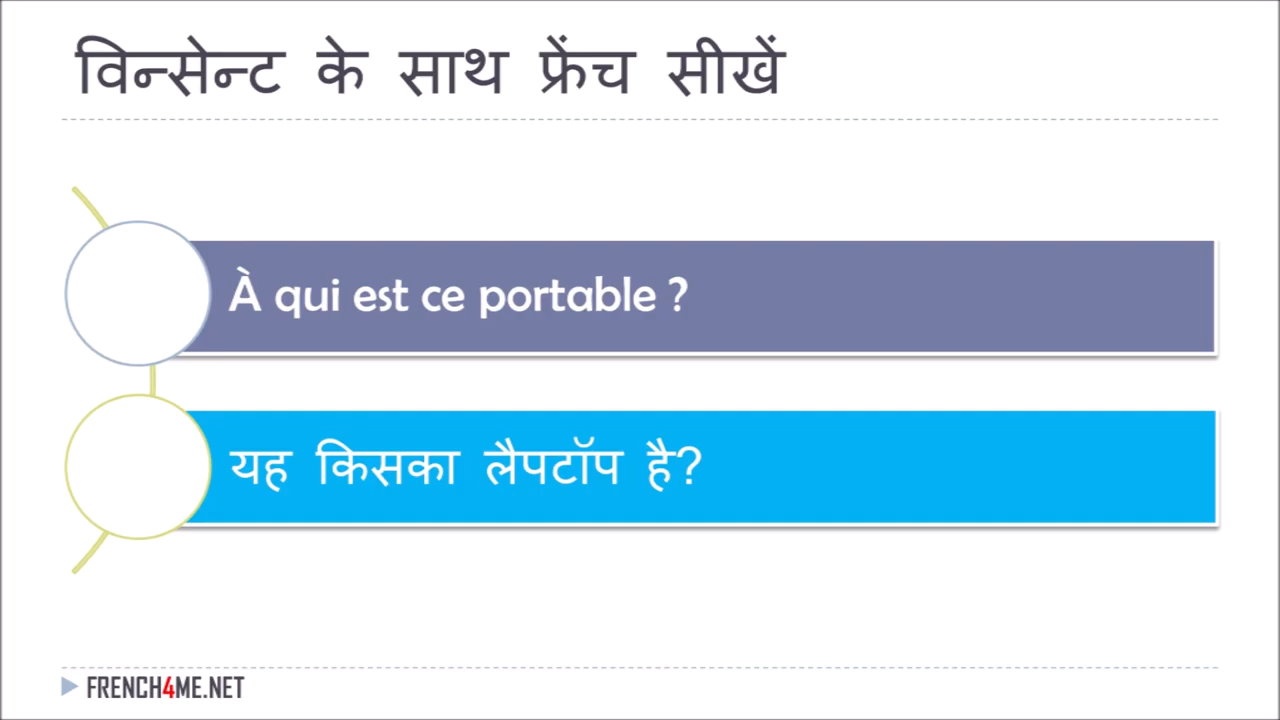 विन्सेन्ट के साथ फ्रेंच सीखें
À qui est ce portable ?
यह किसका लैपटॉप है?
FRENCH4ME.NET